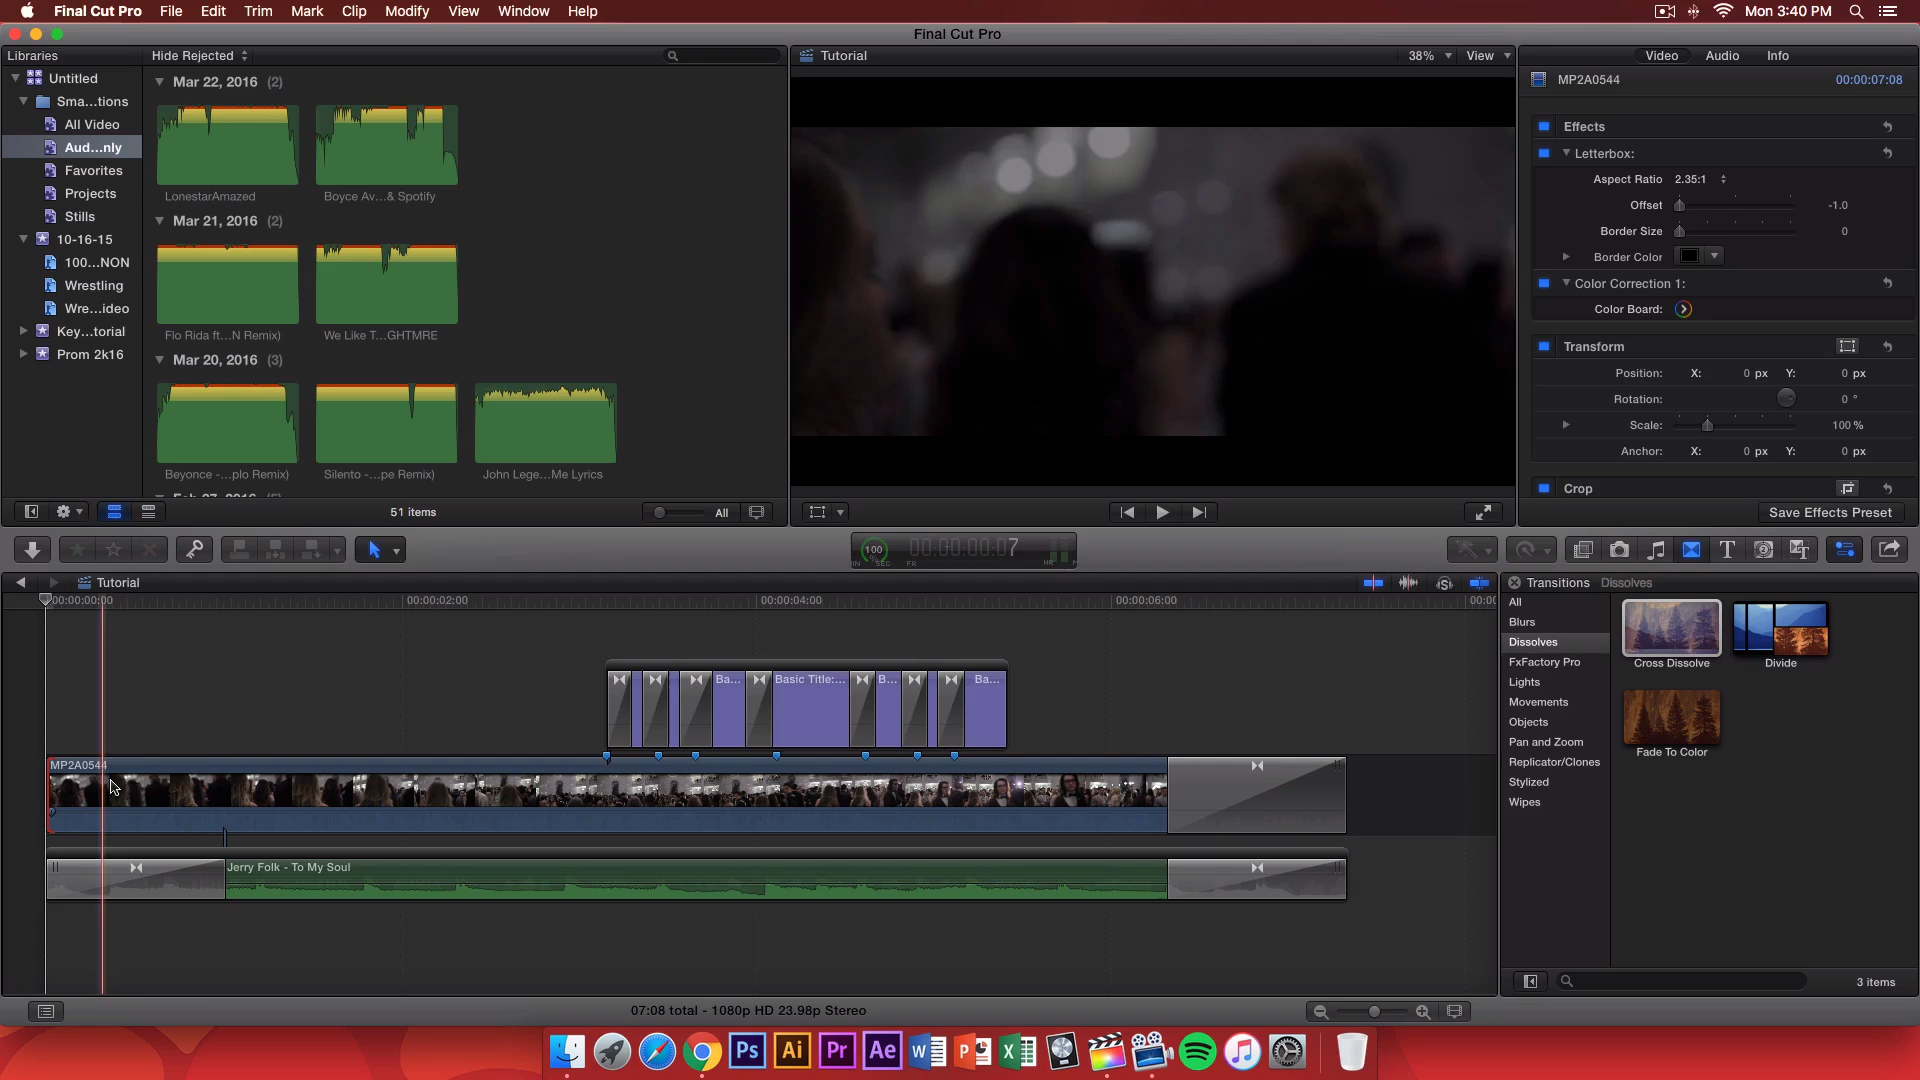 Final Cut Pro File Edit Trim Mark Clip Modify View Window Help
Mon 3:40 PM
Final Cut Pro
Libraries
Hide Rejected
Tutorial
38%
View
Video
Audio
Info
Untitled
Sma...tions
All Video
Aud...nly
Favorites
Projects
Stills
10-16-15
100...NON
Wrestling
Wre...ideo
Key...torial
Prom 2k16
Mar 22, 2016 (2)
LonestarAmazed
Boyce Av...& Spotify
Mar 21, 2016 (2)
Flo Rida ft...N Remix)
We Like T...GHTMRE
Mar 20, 2016 (3)
Beyonce -...plo Remix)
Silento -...pe Remix)
John Lege...Me Lyrics
51 items
All
MP2A0544
00:00:07:08
Effects
Letterbox:
Aspect Ratio 2.35:1
Offset -1.0
Border Size 0
Border Color
Color Correction 1:
Color Board:
Transform
Position: X: 0 px Y: 0 px
Rotation: 0 °
Scale: 100 %
Anchor: X: 0 px Y: 0 px
Crop
Save Effects Preset
100
00:00:00:07
Tutorial
00:00:00:00
00:00:02:00
00:00:04:00
00:00:06:00
Ba...
Basic Title:...
B...
Ba...
MP2A0544
Jerry Folk - To My Soul
Transitions Dissolves
All
Blurs
Dissolves
FxFactory Pro
Lights
Movements
Objects
Pan and Zoom
Replicator/Clones
Stylized
Wipes
Cross Dissolve
Divide
Fade To Color
3 items
07:08 total - 1080p HD 23.98p Stereo
Ps Ai Pr Ae